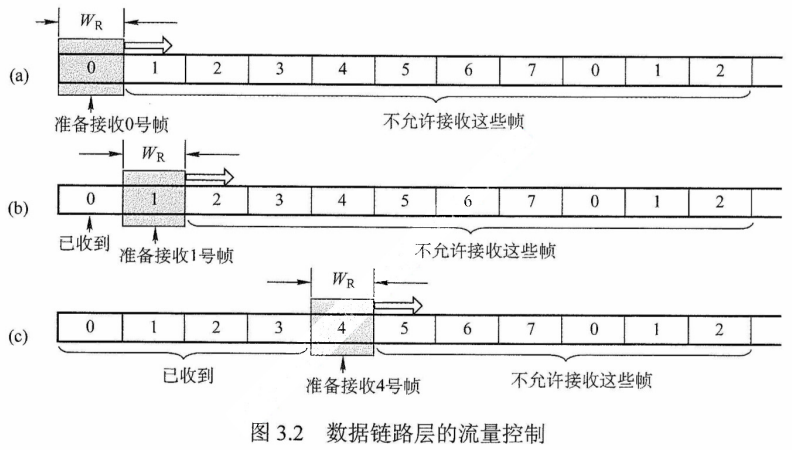 W_R
(a) 0 1 2 3 4 5 6 7 0 1 2
准备接收0号帧 不允许接收这些帧
W_R
(b) 0 1 2 3 4 5 6 7 0 1 2
已收到 准备接收1号帧 不允许接收这些帧
W_R
(c) 0 1 2 3 4 5 6 7 0 1 2
已收到 准备接收4号帧 不允许接收这些帧
图 3.2 数据链路层的流量控制